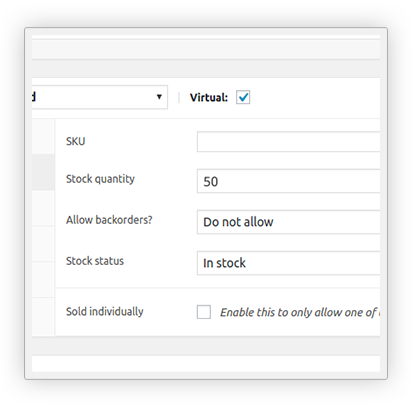 d Virtual:
SKU
Stock quantity 50
Allow backorders? Do not allow
Stock status In stock
Sold individually Enable this to only allow one of